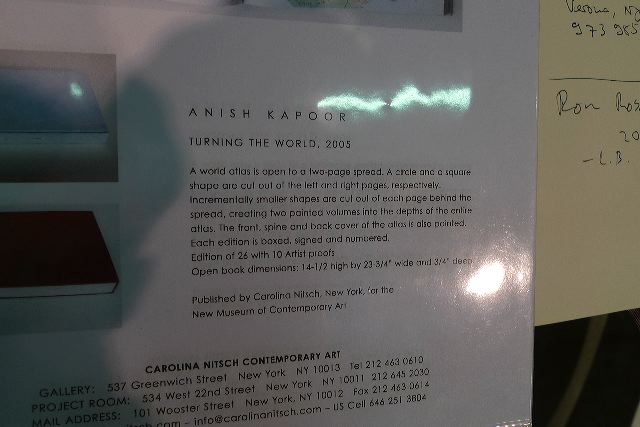 ANISH KAPOOR
TURNING THE WORLD, 2005
A world atlas is open to a two-page spread. A circle and a square
shape are cut out of the left and right pages, respectively.
Incrementally smaller shapes are cut out of each page behind the
spread, creating two painted volumes into the depths of the entire
atlas. The front, spine and back cover of the atlas is also painted.
Each edition is boxed, signed and numbered.
Edition of 26 with 10 Artist proofs
Open book dimensions: 14-1/2 high by 23-3/4" wide and 3/4" deep
Published by Carolina Nitsch, New York, for the
New Museum of Contemporary Art
CAROLINA NITSCH CONTEMPORARY ART
GALLERY: 537 Greenwich Street New York NY 10013 Tel 212 463 0610
PROJECT ROOM: 534 West 22nd Street New York, NY 10011 212 645 2030
MAIL ADDRESS: 101 Wooster Street New York, NY 10012 Fax 212 463 0614
nitsch.com – info@carolinanitsch.com – US Cell 646 251 3804
Verona, NJ
973 985
Ron
20
- L.B.